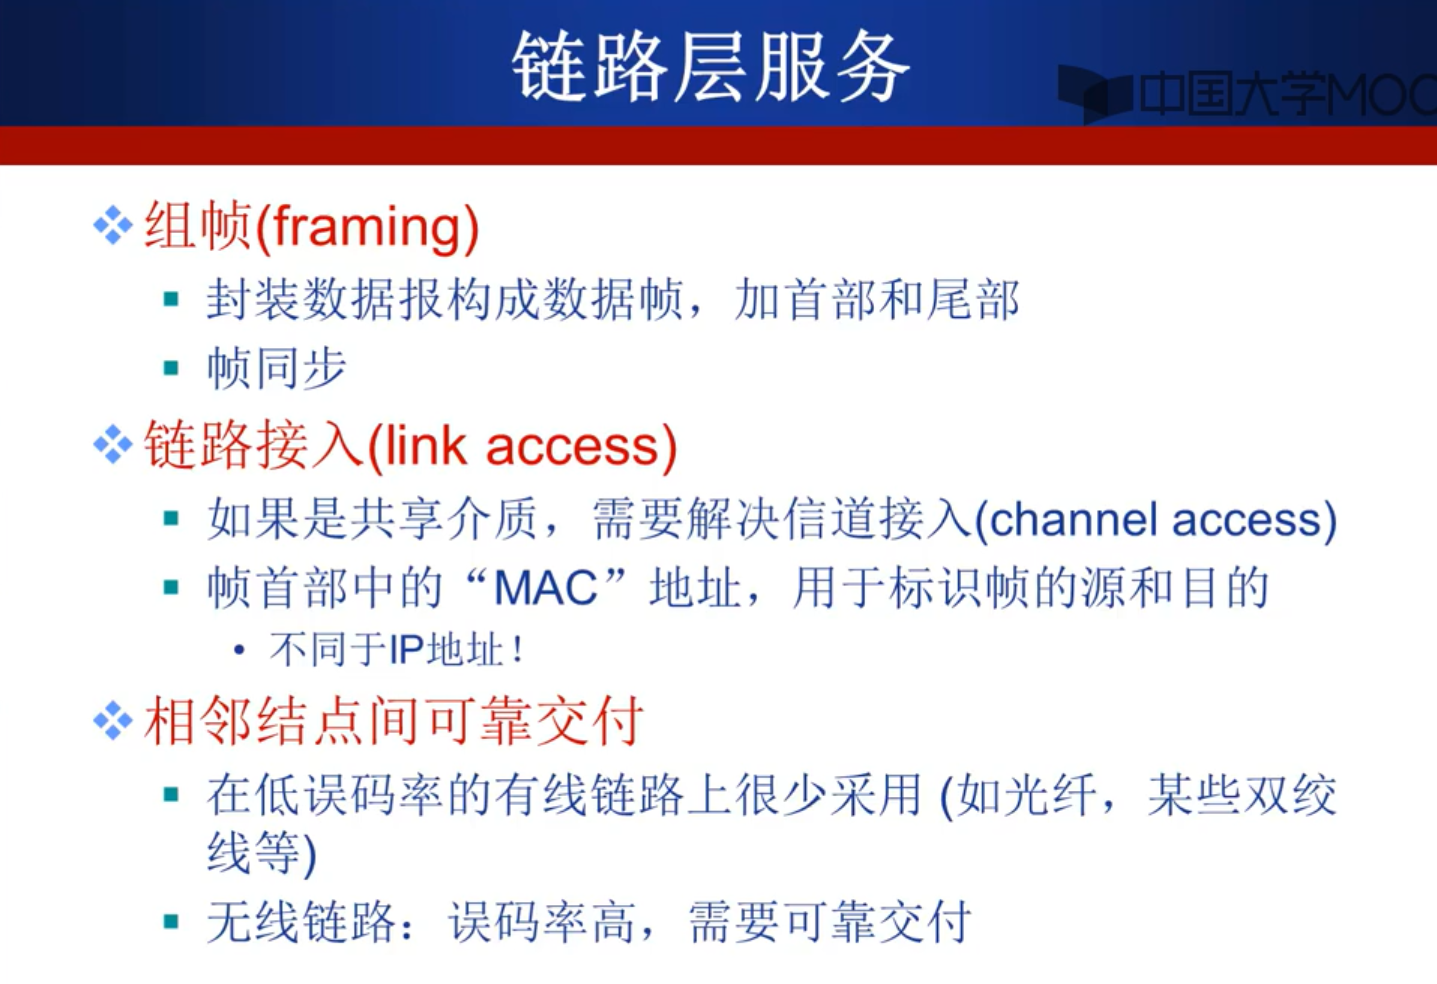 链路层服务
中国大学MOO
组帧(framing)
封装数据报构成数据帧，加首部和尾部
帧同步
链路接入(link access)
如果是共享介质，需要解决信道接入(channel access)
帧首部中的“MAC”地址，用于标识帧的源和目的
不同于IP地址！
相邻结点间可靠交付
在低误码率的有线链路上很少采用 (如光纤，某些双绞
线等)
无线链路：误码率高，需要可靠交付